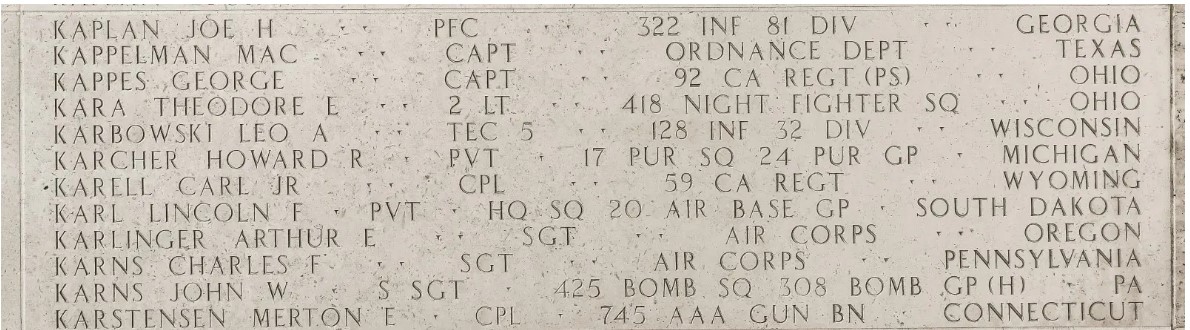 KAPLAN JOE H · · PFC · · 322 INF 81 DIV · · GEORGIA
KAPPELMAN MAC · · CAPT · · ORDNANCE DEPT · · · TEXAS
KAPPES GEORGE · · CAPT · · 92 CA REGT (PS) · · OHIO
KARA THEODORE E · · 2 LT · · 418 NIGHT FIGHTER SQ · · OHIO
KARBOWSKI LEO A · · TEC 5 · · 128 INF 32 DIV · · WISCONSIN
KARCHER HOWARD R · PVT · 17 PUR SQ 24 PUR GP · MICHIGAN
KARELL CARL JR · · · CPL · · 59 CA REGT · · WYOMING
KARL LINCOLN F · PVT · HQ SQ 20 AIR BASE GP · SOUTH DAKOTA
KARLINGER ARTHUR E · · SGT · · AIR CORPS · · · OREGON
KARNS CHARLES F · · SGT · · AIR CORPS · · PENNSYLVANIA
KARNS JOHN W · · S SGT · 425 BOMB SQ 308 BOMB GP (H) · PA
KARSTENSEN MERTON E · CPL · 745 AAA GUN BN · CONNECTICUT